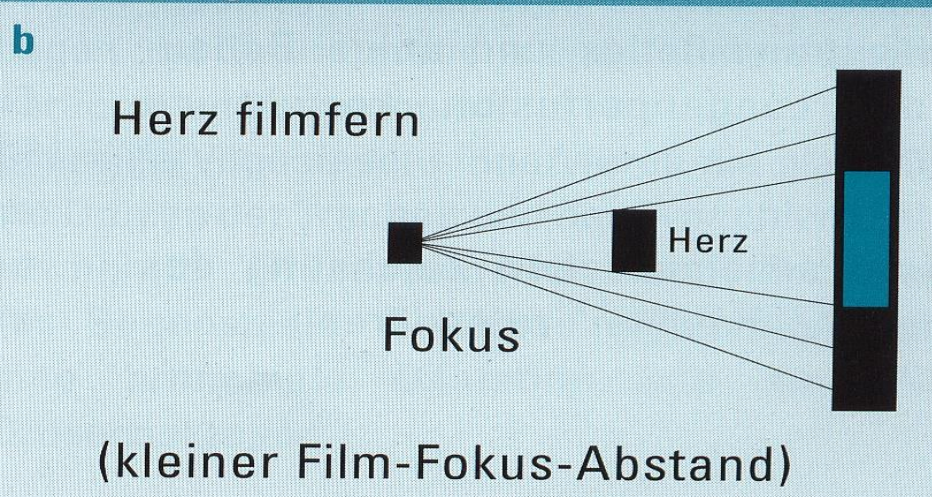 b
Herz filmfern
Herz
Fokus
(kleiner Film-Fokus-Abstand)